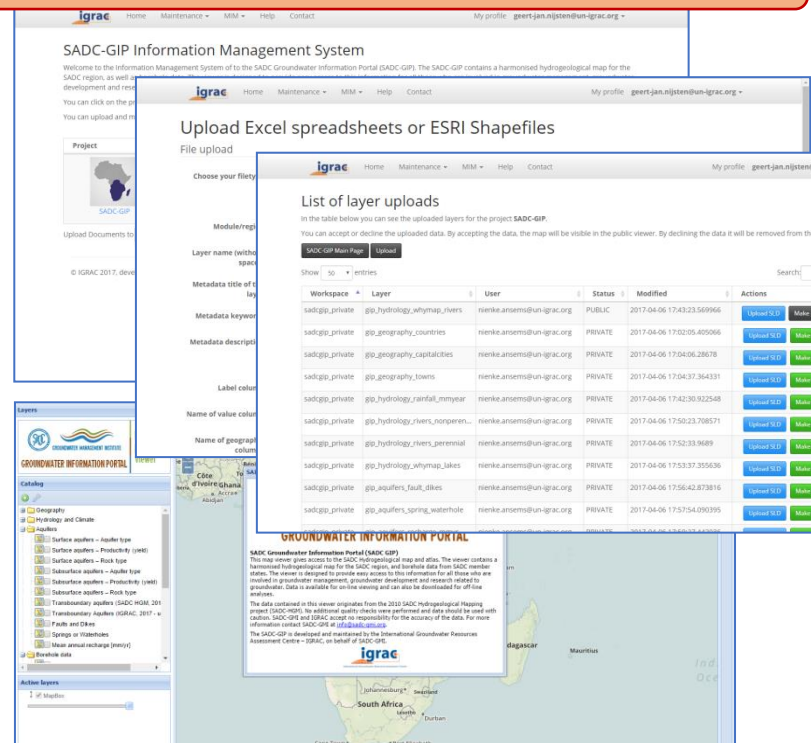 igrac Home Maintenance MIM Help Contact My profile geert-jan.nijsten@un-igrac.org
SADC-GIP Information Management System
Welcome to the Information Management System of to the SADC Groundwater Information Portal (SADC-GIP). The SADC-GIP contains a harmonised hydrogeological map for the
SADC region, as well as
development and rese
You can click on the pr
You can upload and m
Project
SADC-GIP
Upload Documents to
© IGRAC 2017, deve
igrac Home Maintenance MIM Help Contact My profile geert-jan.nijsten@un-igrac.org
Upload Excel spreadsheets or ESRI Shapefiles
File upload
Choose your filety
Module/regi
Layer name (witho
spac
Metadata title of t
lay
Metadata keywor
Metadata descripti
Label colum
Name of value colum
Name of geograph
colum
igrac Home Maintenance MIM Help Contact My profile geert-jan.nijsten@
List of layer uploads
In the table below you can see the uploaded layers for the project SADC-GIP.
You can accept or decline the uploaded data. By accepting the data, the map will be visible in the public viewer. By declining the data it will be removed from th
SADC-GIP Main Page Upload
Show 50 entries Search:
Workspace Layer User Status Modified Actions
sadcgip_private gip_hydrology_whymap_rivers nienke.ansems@un-igrac.org PUBLIC 2017-04-06 17:43:23.569966 Upload SLD Make
sadcgip_private gip_geography_countries nienke.ansems@un-igrac.org PRIVATE 2017-04-06 17:02:05.405066 Upload SLD Make
sadcgip_private gip_geography_capitalcities nienke.ansems@un-igrac.org PRIVATE 2017-04-06 17:04:06.28678 Upload SLD Make
sadcgip_private gip_geography_towns nienke.ansems@un-igrac.org PRIVATE 2017-04-06 17:04:37.364331 Upload SLD Make
sadcgip_private gip_hydrology_rainfall_mmyear nienke.ansems@un-igrac.org PRIVATE 2017-04-06 17:42:30.922548 Upload SLD Make
sadcgip_private gip_hydrology_rivers_nonperen... nienke.ansems@un-igrac.org PRIVATE 2017-04-06 17:50:23.708571 Upload SLD Make
sadcgip_private gip_hydrology_rivers_perennial nienke.ansems@un-igrac.org PRIVATE 2017-04-06 17:52:33.9689 Upload SLD Make
sadcgip_private gip_hydrology_whymap_lakes nienke.ansems@un-igrac.org PRIVATE 2017-04-06 17:53:37.355636 Upload SLD Make
sadcgip_private gip_aquifers_fault_dikes nienke.ansems@un-igrac.org PRIVATE 2017-04-06 17:56:42.873816 Upload SLD Make
sadcgip_private gip_aquifers_spring_waterhole nienke.ansems@un-igrac.org PRIVATE 2017-04-06 17:57:54.090395 Upload SLD Make
Layers
GROUNDWATER MANAGEMENT INSTITUTE
GROUNDWATER INFORMATION PORTAL viewer
Catalog
Geography
Hydrology and Climate
Aquifers
Surface aquifers – Aquifer type
Surface aquifers – Productivity (yield)
Surface aquifers – Rock type
Subsurface aquifers – Aquifer type
Subsurface aquifers – Productivity (yield)
Subsurface aquifers – Rock type
Transboundary aquifers (SADC HGM, 201
Transboundary Aquifers (IGRAC, 2017 - u
Faults and Dikes
Springs or Waterholes
Mean annual recharge (mm/yr)
Borehole data
Active layers
MapBox
Côte
d'Ivoire Ghana
Accra
Abidjan
GROUNDWATER INFORMATION PORTAL
SADC Groundwater Information Portal (SADC GIP)
This map viewer gives access to the SADC Hydrogeological map and atlas. The viewer contains a
harmonised hydrogeological map for the SADC region, and borehole data from SADC member
states. The viewer is designed to provide easy access to this information for all those who are
involved in groundwater management, groundwater development and research related to
groundwater. Data is available for on-line viewing and can also be downloaded for off-line
analyses.
The data contained in this viewer originates from the 2010 SADC Hydrogeological Mapping
project (SADC-HGM). No additional quality checks were performed and data should be used with
caution. SADC-GMI and IGRAC accept no responsibility for the accuracy of the data. For more
information contact SADC-GMI at info@sadc-gmi.org.
The SADC-GIP is developed and maintained by the International Groundwater Resources
Assessment Centre – IGRAC, on behalf of SADC-GMI.
igrac
dagascar
Mauritius
Ind
Oce
Johannesburg Swaziland
South Africa
Lesotho
Durban